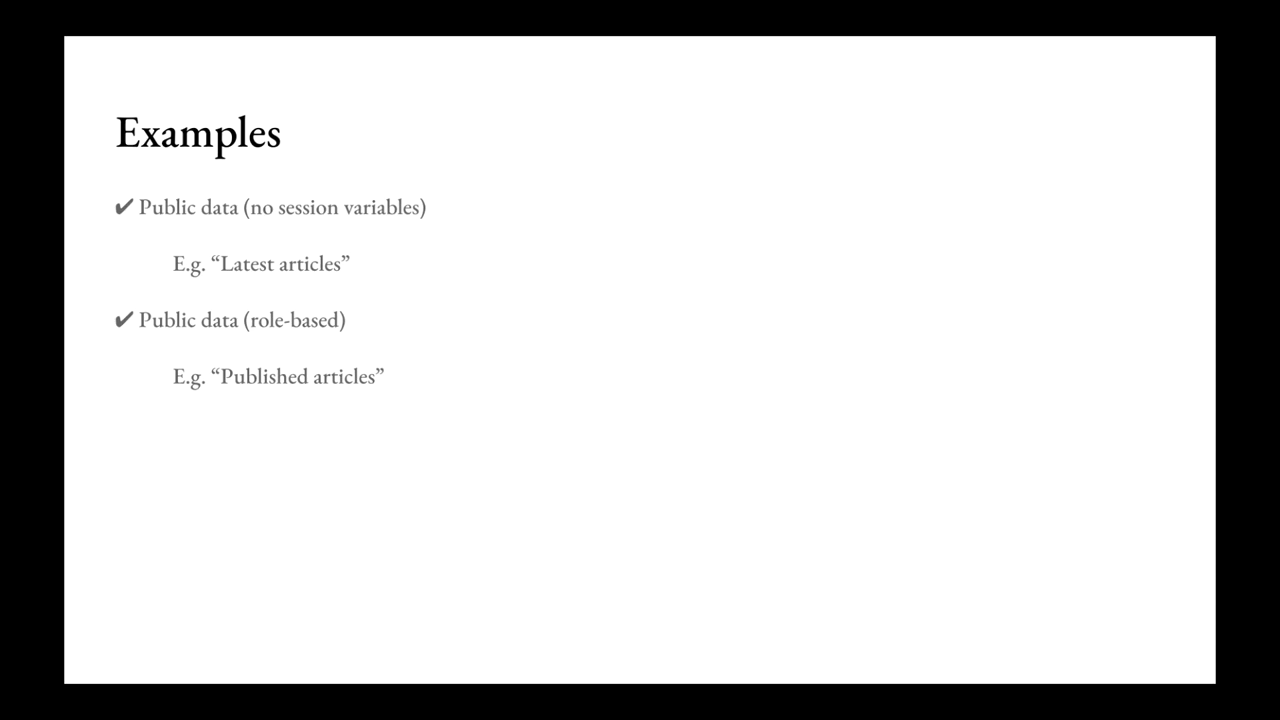 Examples
✔ Public data (no session variables)
E.g. “Latest articles”
✔ Public data (role-based)
E.g. “Published articles”